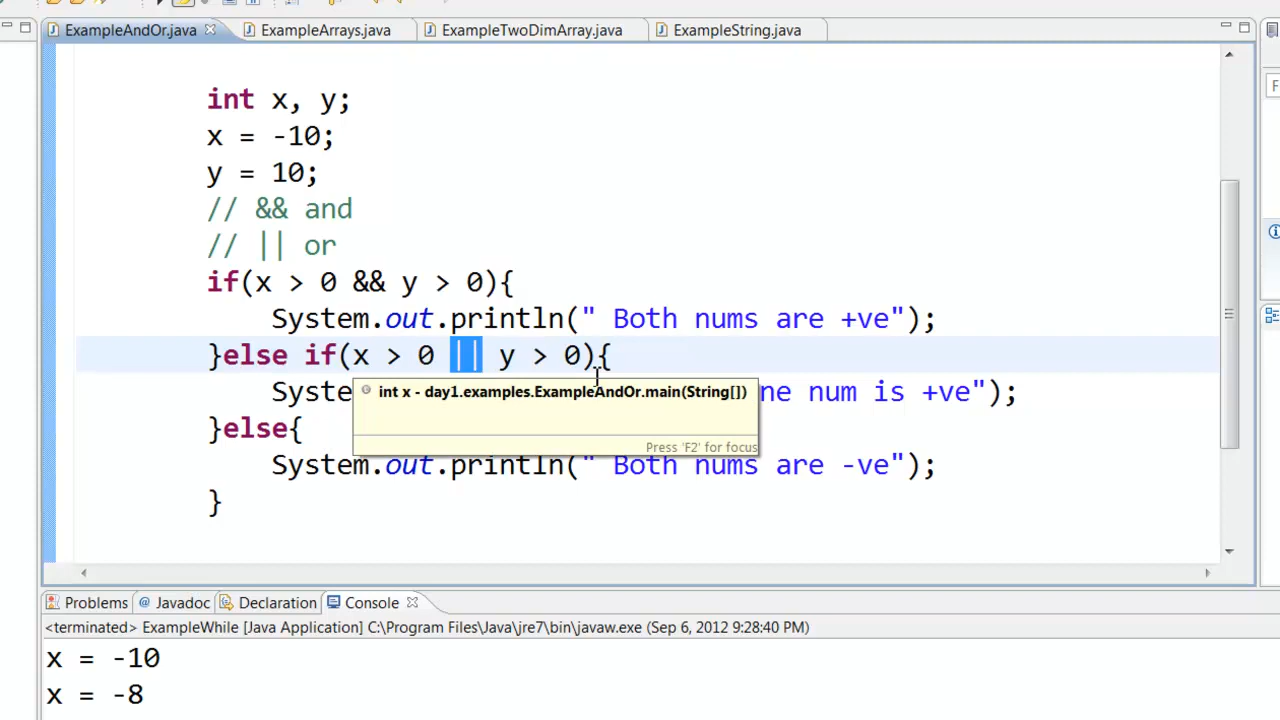 ExampleAndOr.java ExampleArrays.java ExampleTwoDimArray.java ExampleString.java
int x, y;
x = -10;
y = 10;
// && and
// || or
if(x > 0 && y > 0){
System.out.println(" Both nums are +ve");
}else if(x > 0 || y > 0){
int x - day1.examples.ExampleAndOr.main(String[])
num is +ve");
}else{
Press 'F2' for focus
System.out.println(" Both nums are -ve");
}
Problems @ Javadoc Declaration Console
<terminated> ExampleWhile [Java Application] C:\Program Files\Java\jre7\bin\javaw.exe (Sep 6, 2012 9:28:40 PM)
x = -10
x = -8